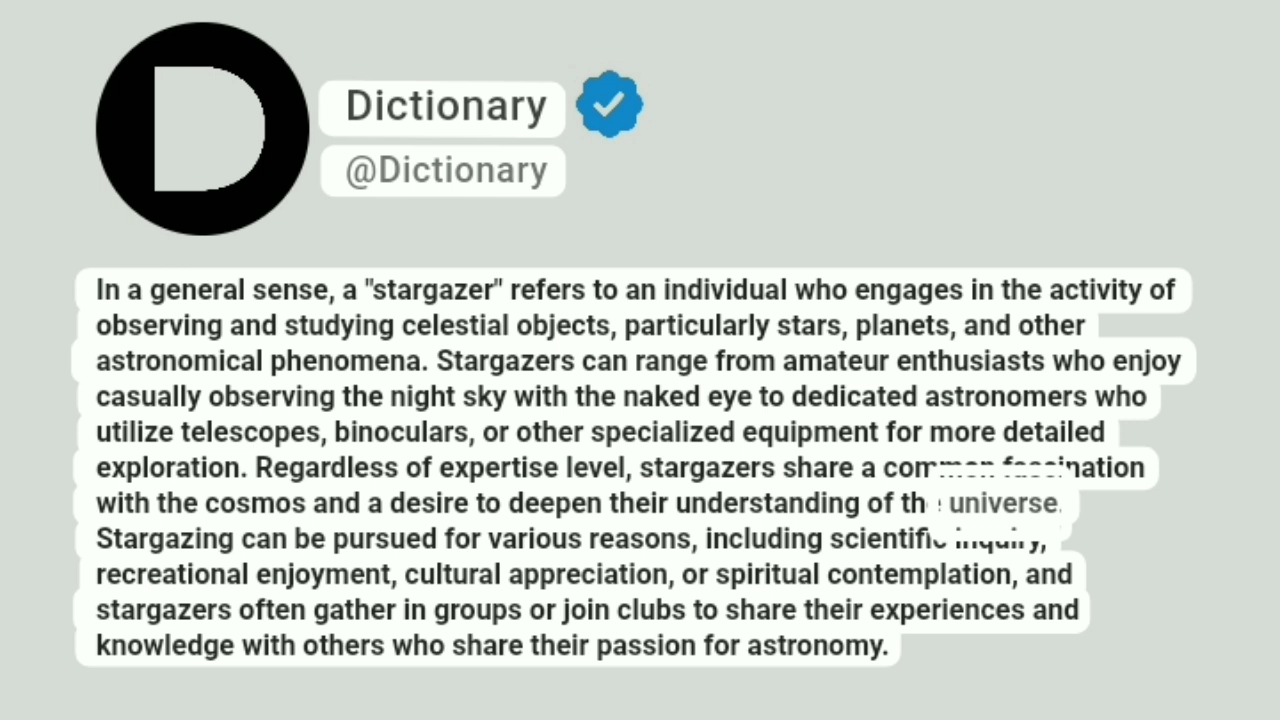 D
Dictionary
@Dictionary
In a general sense, a "stargazer" refers to an individual who engages in the activity of
observing and studying celestial objects, particularly stars, planets, and other
astronomical phenomena. Stargazers can range from amateur enthusiasts who enjoy
casually observing the night sky with the naked eye to dedicated astronomers who
utilize telescopes, binoculars, or other specialized equipment for more detailed
exploration. Regardless of expertise level, stargazers share a common fascination
with the cosmos and a desire to deepen their understanding of the universe.
Stargazing can be pursued for various reasons, including scientific inquiry,
recreational enjoyment, cultural appreciation, or spiritual contemplation, and
stargazers often gather in groups or join clubs to share their experiences and
knowledge with others who share their passion for astronomy.